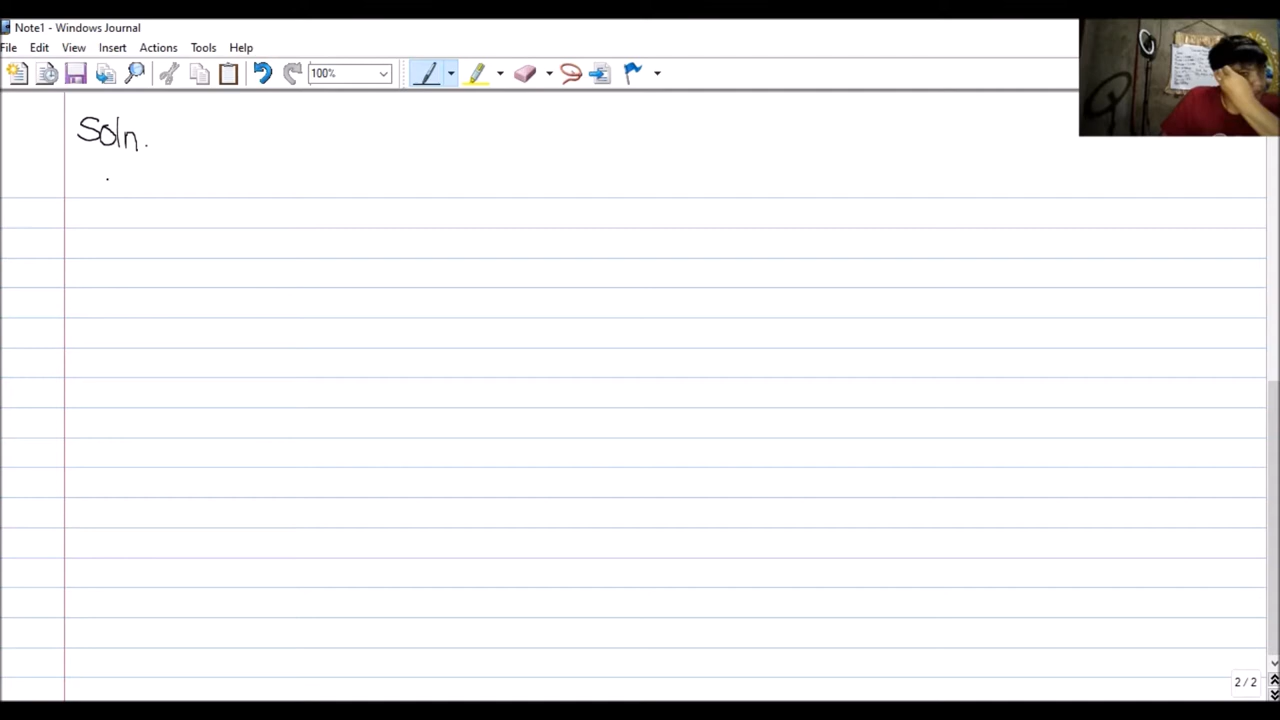 Note1 - Windows Journal
File Edit View Insert Actions Tools Help
100%
Soln.
2 / 2